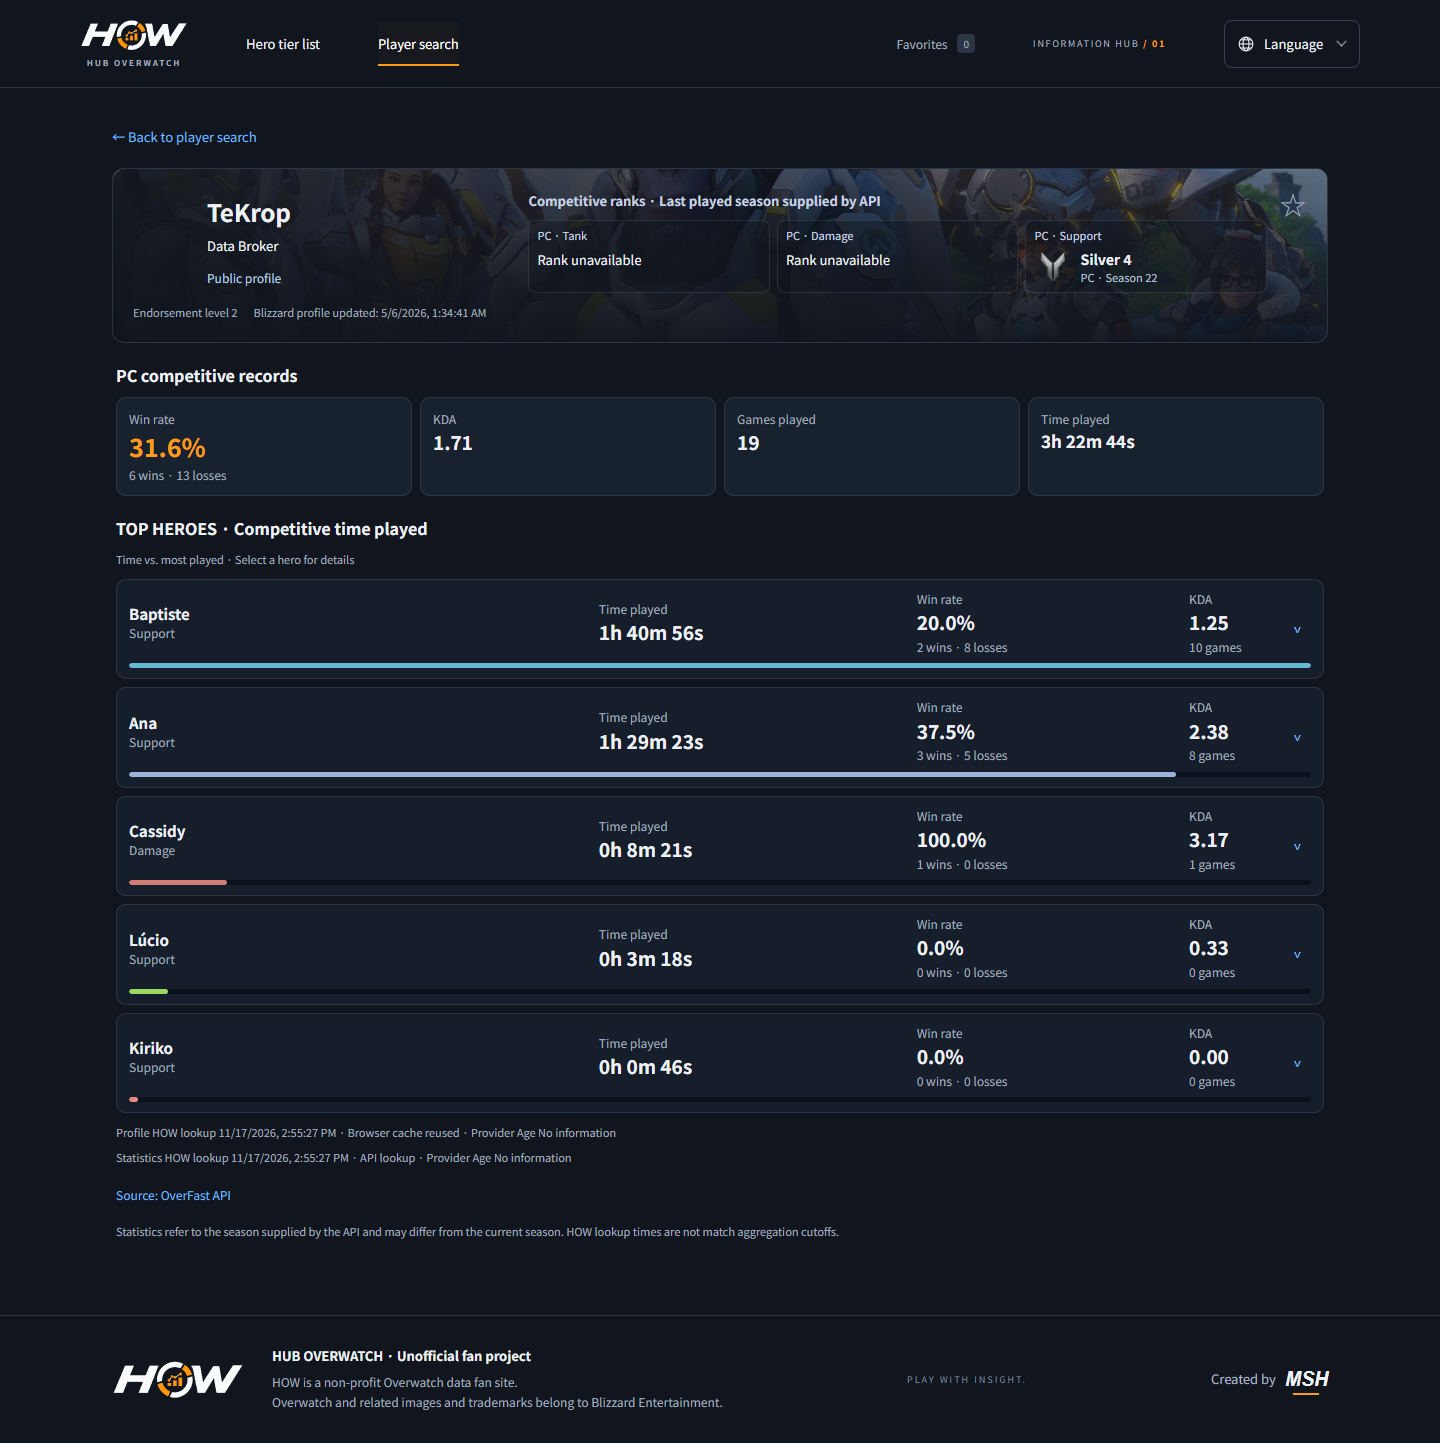 HOW
HUB OVERWATCH
Hero tier list
Player search
Favorites 0
INFORMATION HUB / 01
Language
← Back to player search
TeKrop
Data Broker
Public profile
Endorsement level 2 Blizzard profile updated: 5/6/2026, 1:34:41 AM
Competitive ranks · Last played season supplied by API
PC · Tank
Rank unavailable
PC · Damage
Rank unavailable
PC · Support
Silver 4
PC · Season 22
PC competitive records
Win rate
31.6%
6 wins · 13 losses
KDA
1.71
Games played
19
Time played
3h 22m 44s
TOP HEROES · Competitive time played
Time vs. most played · Select a hero for details
Baptiste
Support
Time played
1h 40m 56s
Win rate
20.0%
2 wins · 8 losses
KDA
1.25
10 games
v
Ana
Support
Time played
1h 29m 23s
Win rate
37.5%
3 wins · 5 losses
KDA
2.38
8 games
v
Cassidy
Damage
Time played
0h 8m 21s
Win rate
100.0%
1 wins · 0 losses
KDA
3.17
1 games
v
Lúcio
Support
Time played
0h 3m 18s
Win rate
0.0%
0 wins · 0 losses
KDA
0.33
0 games
v
Kiriko
Support
Time played
0h 0m 46s
Win rate
0.0%
0 wins · 0 losses
KDA
0.00
0 games
v
Profile HOW lookup 11/17/2026, 2:55:27 PM · Browser cache reused · Provider Age No information
Statistics HOW lookup 11/17/2026, 2:55:27 PM · API lookup · Provider Age No information
Source: OverFast API
Statistics refer to the season supplied by the API and may differ from the current season. HOW lookup times are not match aggregation cutoffs.
HOW
HUB OVERWATCH · Unofficial fan project
HOW is a non-profit Overwatch data fan site.
Overwatch and related images and trademarks belong to Blizzard Entertainment.
PLAY WITH INSIGHT.
Created by MSH